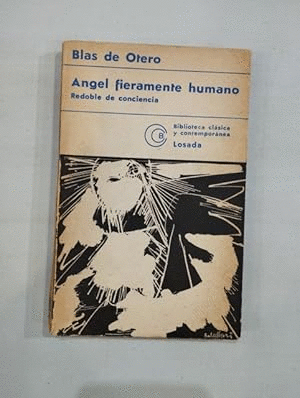 Blas de Otero
Angel fieramente humano
Redoble de conciencia
Biblioteca clásica
y contemporánea
Losada